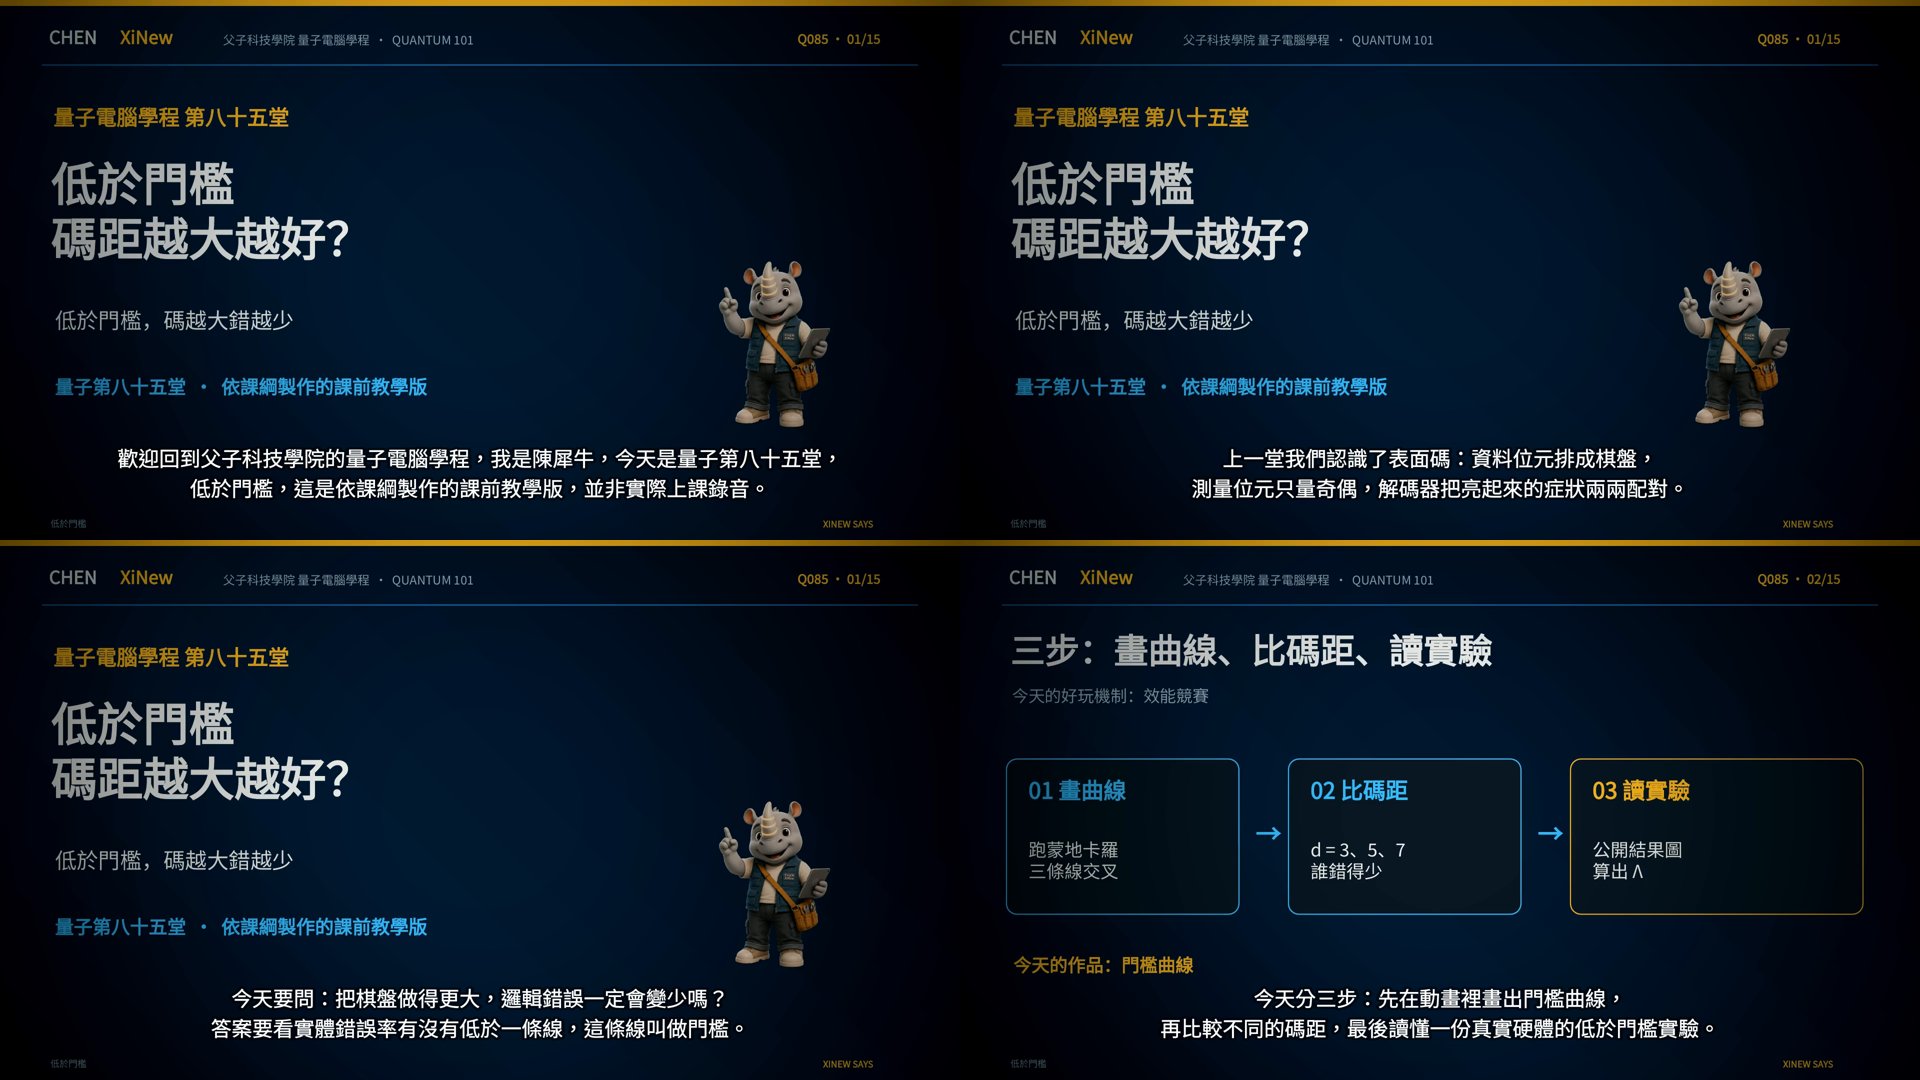 CHEN XiNew 父子科技學院 量子電腦學程 • QUANTUM 101 Q085 • 01/15
量子電腦學程 第八十五堂
低於門檻
碼距越大越好?
低於門檻，碼越大錯越少
量子第八十五堂 • 依課綱製作的課前教學版
歡迎回到父子科技學院的量子電腦學程，我是陳犀牛，今天是量子第八十五堂，
低於門檻，這是依課綱製作的課前教學版，並非實際上課錄音。
低於門檻 XINEW SAYS
CHEN XiNew 父子科技學院 量子電腦學程 • QUANTUM 101 Q085 • 01/15
量子電腦學程 第八十五堂
低於門檻
碼距越大越好?
低於門檻，碼越大錯越少
量子第八十五堂 • 依課綱製作的課前教學版
上一堂我們認識了表面碼：資料位元排成棋盤，
測量位元只量奇偶，解碼器把亮起來的症狀兩兩配對。
低於門檻 XINEW SAYS
CHEN XiNew 父子科技學院 量子電腦學程 • QUANTUM 101 Q085 • 01/15
量子電腦學程 第八十五堂
低於門檻
碼距越大越好?
低於門檻，碼越大錯越少
量子第八十五堂 • 依課綱製作的課前教學版
今天要問：把棋盤做得更大，邏輯錯誤一定會變少嗎？
答案要看實體錯誤率有沒有低於一條線，這條線叫做門檻。
低於門檻 XINEW SAYS
CHEN XiNew 父子科技學院 量子電腦學程 • QUANTUM 101 Q085 • 02/15
三步：畫曲線、比碼距、讀實驗
今天的好玩機制：效能競賽
01 畫曲線
跑蒙地卡羅
三條線交叉
→
02 比碼距
d = 3、5、7
誰錯得少
→
03 讀實驗
公開結果圖
算出 Λ
今天的作品：門檻曲線
今天分三步：先在動畫裡畫出門檻曲線，
再比較不同的碼距，最後讀懂一份真實硬體的低於門檻實驗。
低於門檻 XINEW SAYS